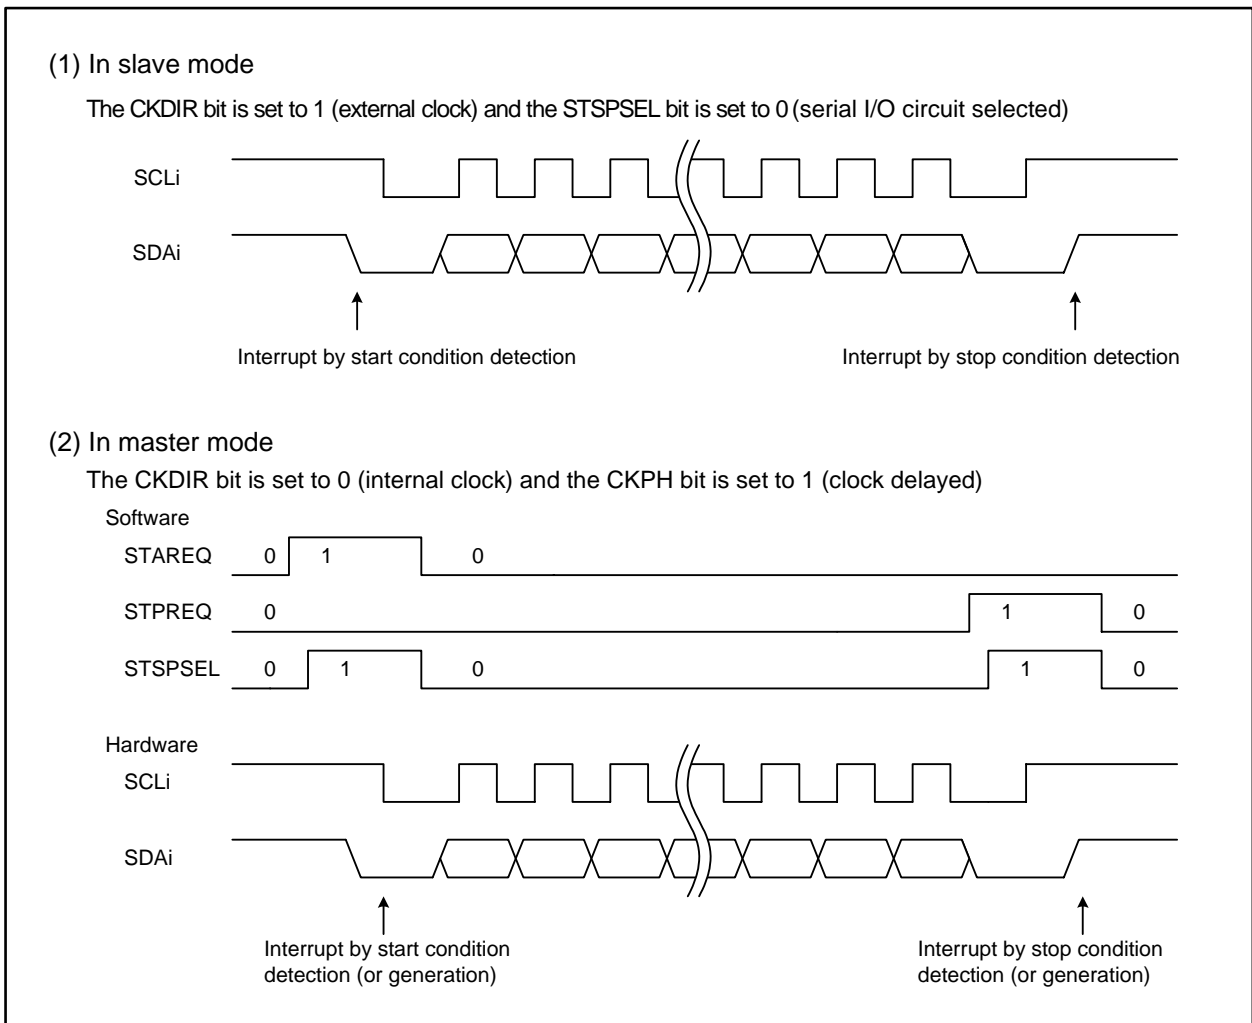 (1) In slave mode
The CKDIR bit is set to 1 (external clock) and the STSPSEL bit is set to 0 (serial I/O circuit selected)
SCLi
SDAi
Interrupt by start condition detection
Interrupt by stop condition detection
(2) In master mode
The CKDIR bit is set to 0 (internal clock) and the CKPH bit is set to 1 (clock delayed)
Software
STAREQ 0 1 0
STPREQ 0 1 0
STSPSEL 0 1 0 1 0
Hardware
SCLi
SDAi
Interrupt by start condition
detection (or generation)
Interrupt by stop condition
detection (or generation)